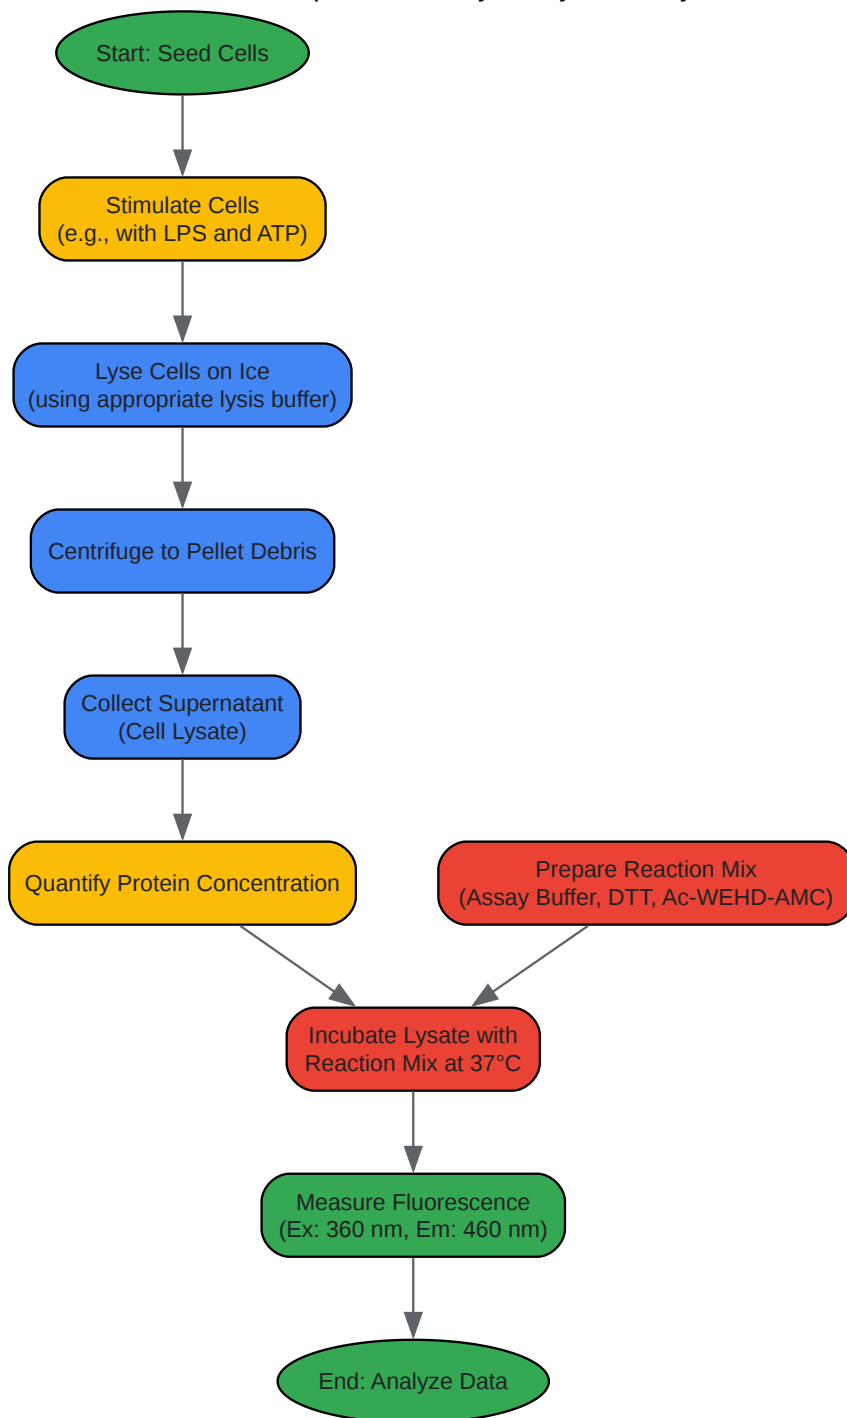 Start: Seed Cells
Stimulate Cells
(e.g., with LPS and ATP)
Lyse Cells on Ice
(using appropriate lysis buffer)
Centrifuge to Pellet Debris
Collect Supernatant
(Cell Lysate)
Quantify Protein Concentration
Prepare Reaction Mix
(Assay Buffer, DTT, Ac-WEHD-AMC)
Incubate Lysate with
Reaction Mix at 37°C
Measure Fluorescence
(Ex: 360 nm, Em: 460 nm)
End: Analyze Data